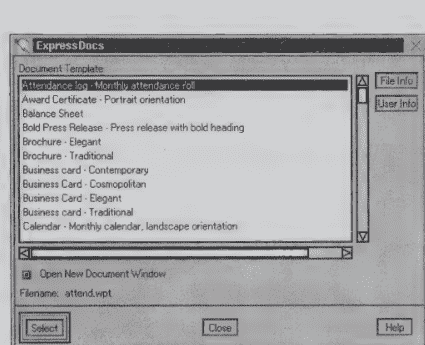 ExpressDocs
Document Template
Attendance log - Monthly attendance roll
Award Certificate - Portrait orientation
Balance Sheet
Bold Press Release - Press release with bold heading
Brochure - Elegant
Brochure - Traditional
Business card - Contemporary
Business Card - Cosmopolitan
Business Card - Elegant
Business card - Traditional
Calendar - Monthly calendar, landscape orientation
File Info
User Info
Open New Document Window
Filename: attend.wpt
Select
Close
Help